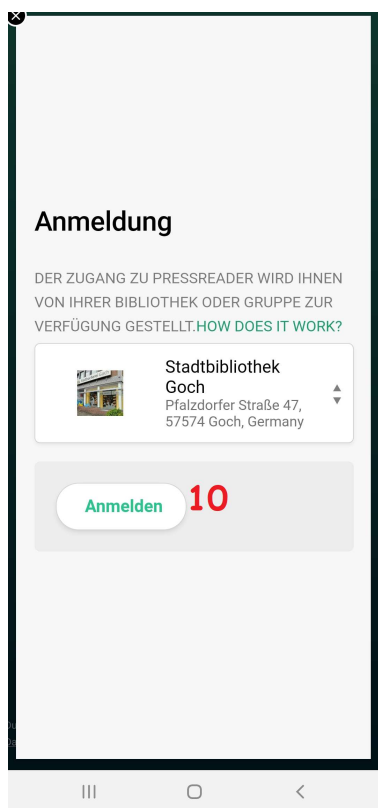 Anmeldung
DER ZUGANG ZU PRESSREADER WIRD IHNEN
VON IHRER BIBLIOTHEK ODER GRUPPE ZUR
VERFÜGUNG GESTELLT.HOW DOES IT WORK?
Stadtbibliothek
Goch
Pfalzdorfer Straße 47,
57574 Goch, Germany
Anmelden 10